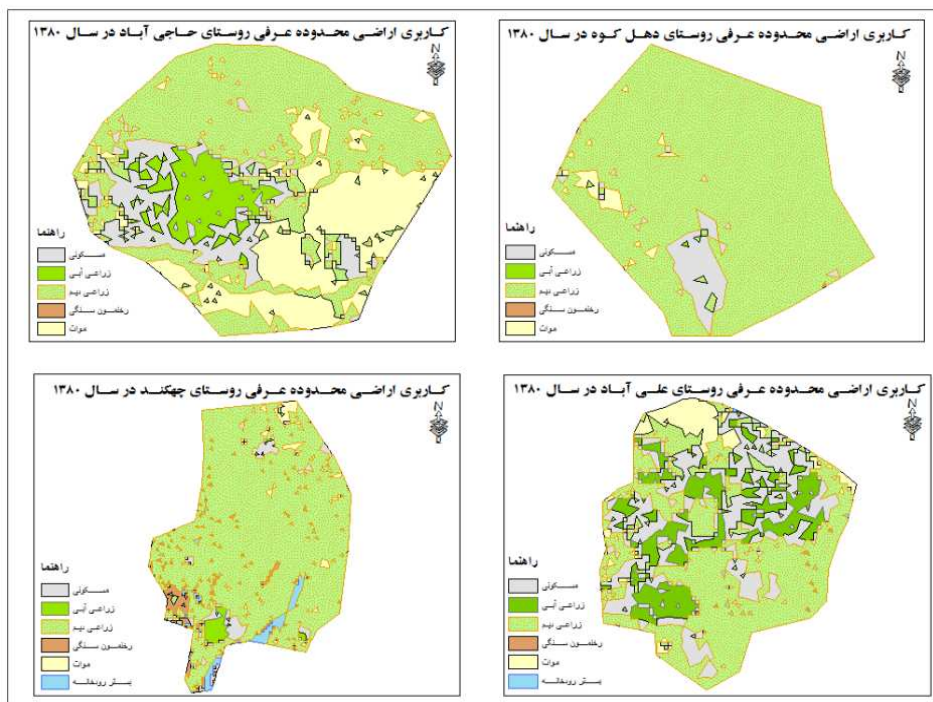 کاربری اراضی محدوده عرفی روستای حاجی آباد در سال ۱۳۸۰
N
راهنما
مسکونی
زراعی آبی
زراعی دیم
رخنمون سنگی
موات
کاربری اراضی محدوده عرفی روستای دهل کوه در سال ۱۳۸۰
N
راهنما
مسکونی
زراعی آبی
زراعی دیم
رخنمون سنگی
موات
کاربری اراضی محدوده عرفی روستای چهکند در سال ۱۳۸۰
N
راهنما
مسکونی
زراعی آبی
زراعی دیم
رخنمون سنگی
موات
بستر رودخانه
کاربری اراضی محدوده عرفی روستای علی آباد در سال ۱۳۸۰
N
راهنما
مسکونی
زراعی آبی
زراعی دیم
رخنمون سنگی
موات
بستر رودخانه